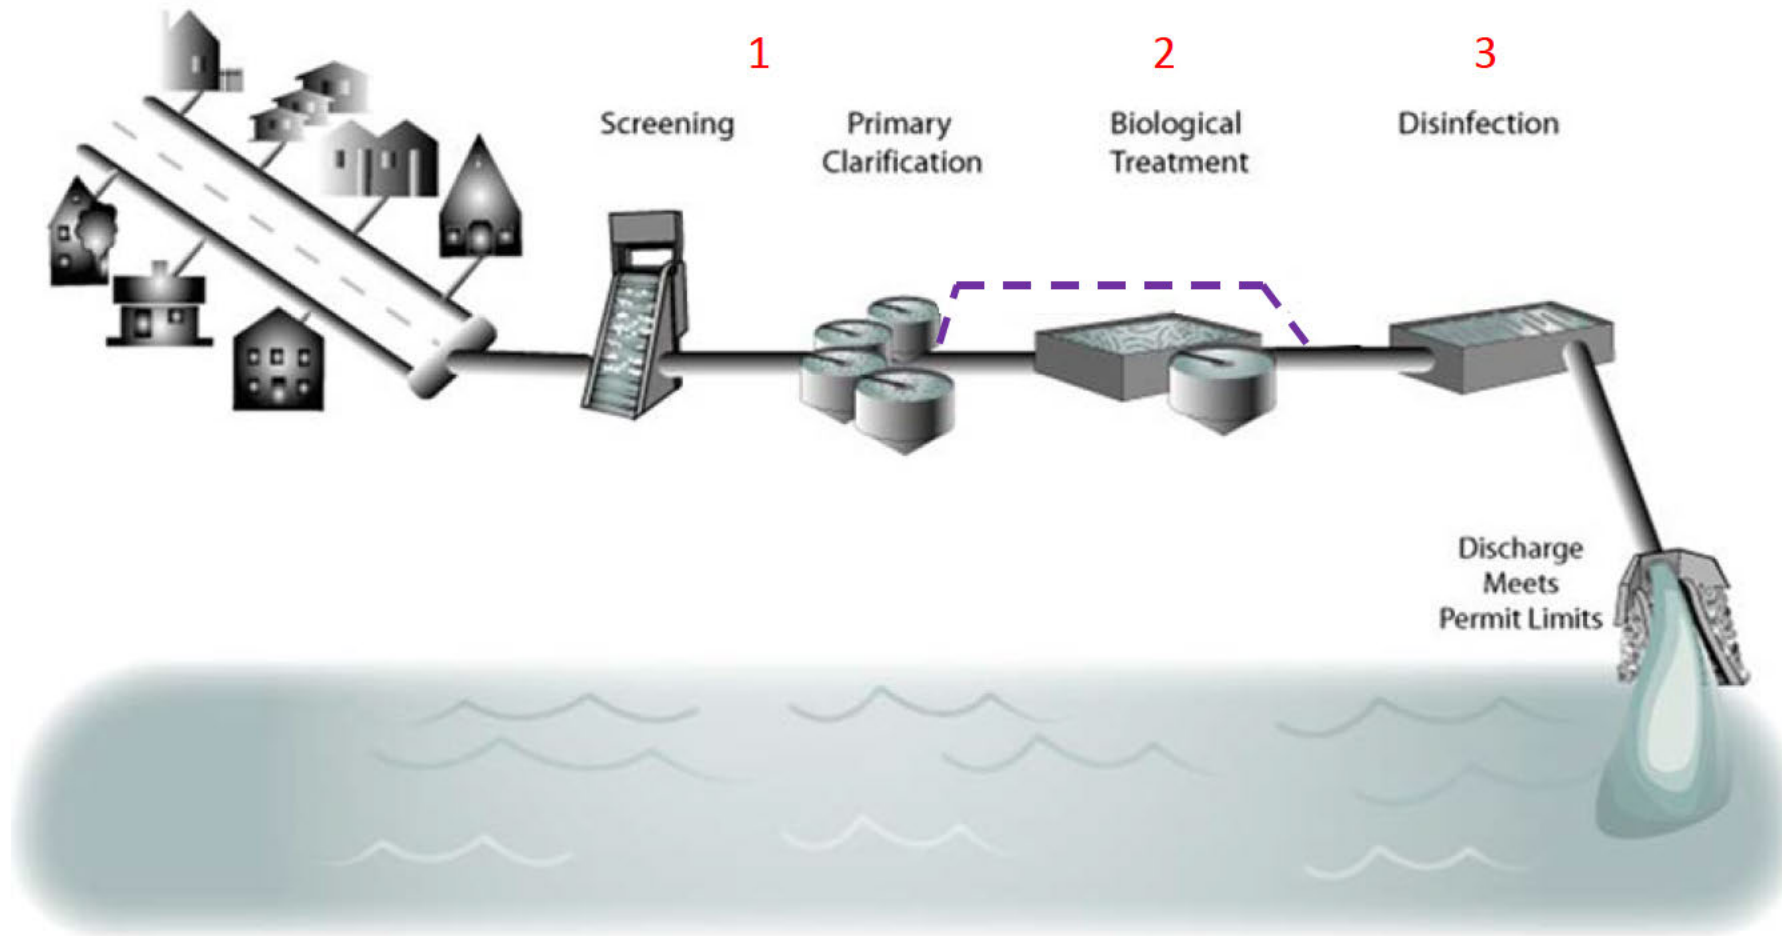 1
2
3
Screening
Primary
Clarification
Biological
Treatment
Disinfection
Discharge
Meets
Permit Limits